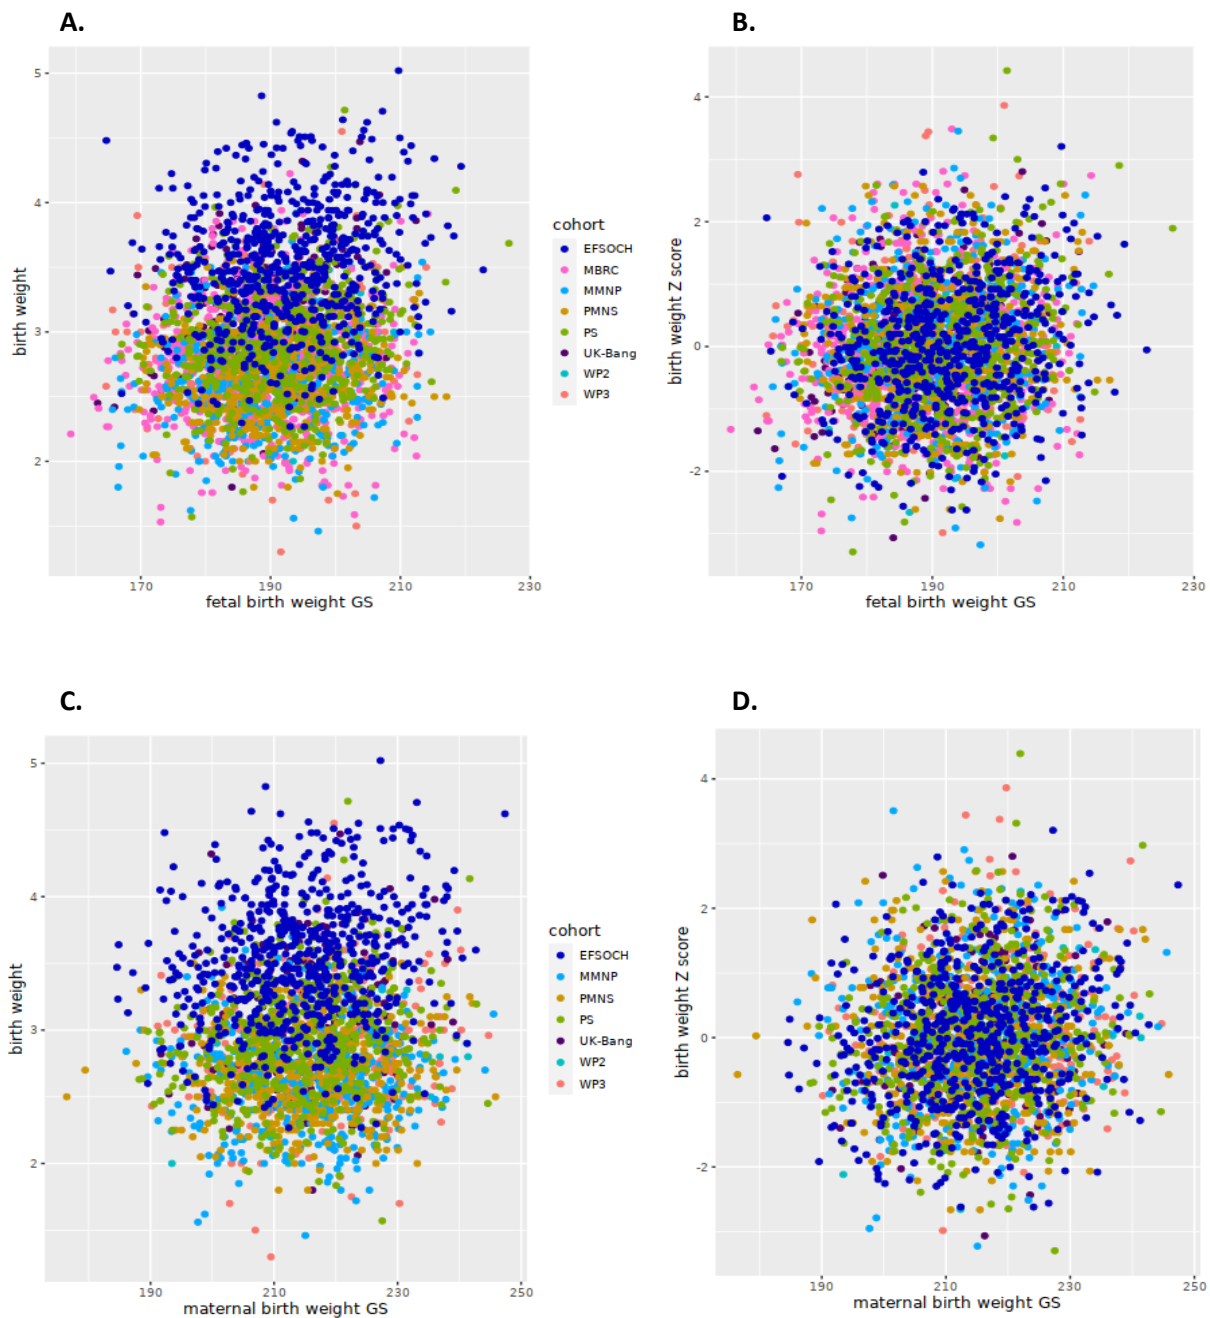 A.
B.
5
4
3
2
birth weight
170
190
210
230
fetal birth weight GS
cohort
EFSOCH
MBRC
MMNP
PMNS
PS
UK-Bang
WP2
WP3
4
2
0
-2
birth weight Z score
170
190
210
230
fetal birth weight GS
C.
D.
5
4
3
2
birth weight
190
210
230
250
maternal birth weight GS
cohort
EFSOCH
MMNP
PMNS
PS
UK-Bang
WP2
WP3
4
2
0
-2
birth weight Z score
190
210
230
250
maternal birth weight GS